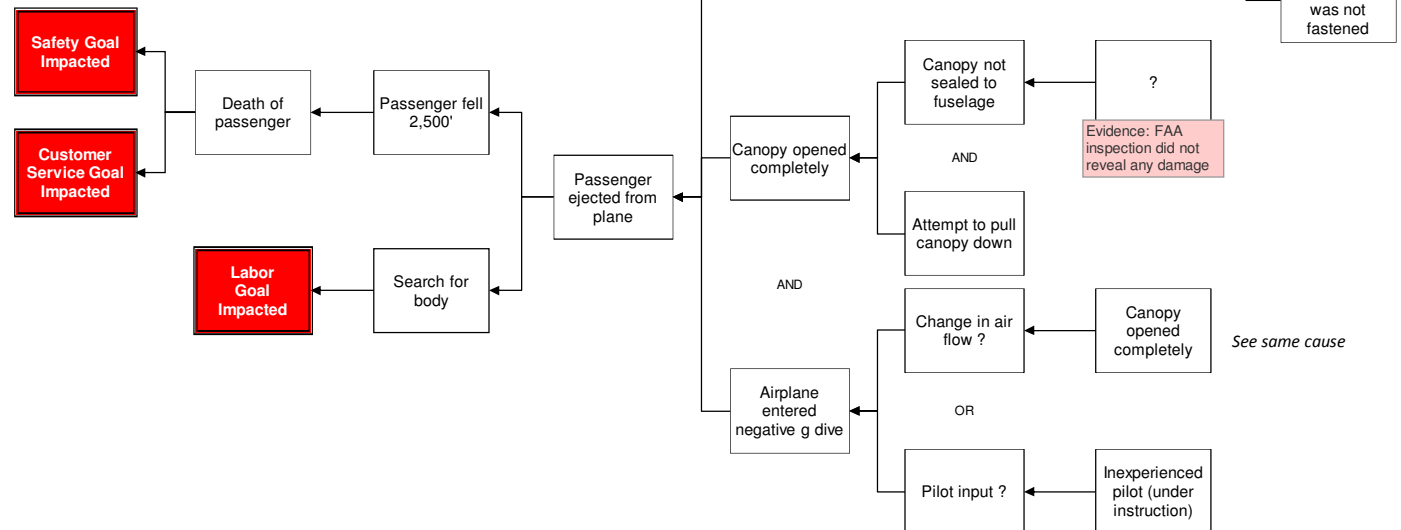 was not
fastened
Safety Goal
Impacted
Customer
Service Goal
Impacted
Death of
passenger
Passenger fell
2,500'
Labor
Goal
Impacted
Search for
body
Passenger
ejected from
plane
Canopy opened
completely
AND
Airplane
entered
negative g dive
Canopy not
sealed to
fuselage
AND
Attempt to pull
canopy down
?
Evidence: FAA
inspection did not
reveal any damage
Change in air
flow ?
OR
Pilot input ?
Canopy
opened
completely
See same cause
Inexperienced
pilot (under
instruction)